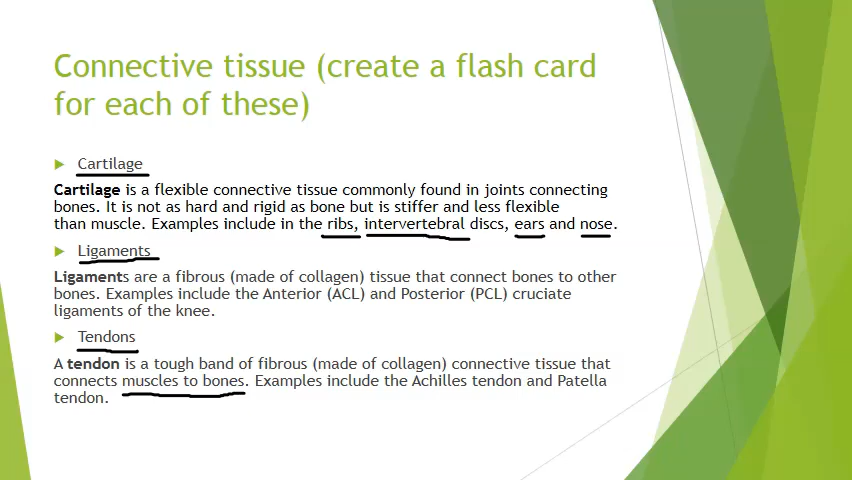 Connective tissue (create a flash card
for each of these)
Cartilage
Cartilage is a flexible connective tissue commonly found in joints connecting
bones. It is not as hard and rigid as bone but is stiffer and less flexible
than muscle. Examples include in the ribs, intervertebral discs, ears and nose.
Ligaments
Ligaments are a fibrous (made of collagen) tissue that connect bones to other
bones. Examples include the Anterior (ACL) and Posterior (PCL) cruciate
ligaments of the knee.
Tendons
A tendon is a tough band of fibrous (made of collagen) connective tissue that
connects muscles to bones. Examples include the Achilles tendon and Patella
tendon.